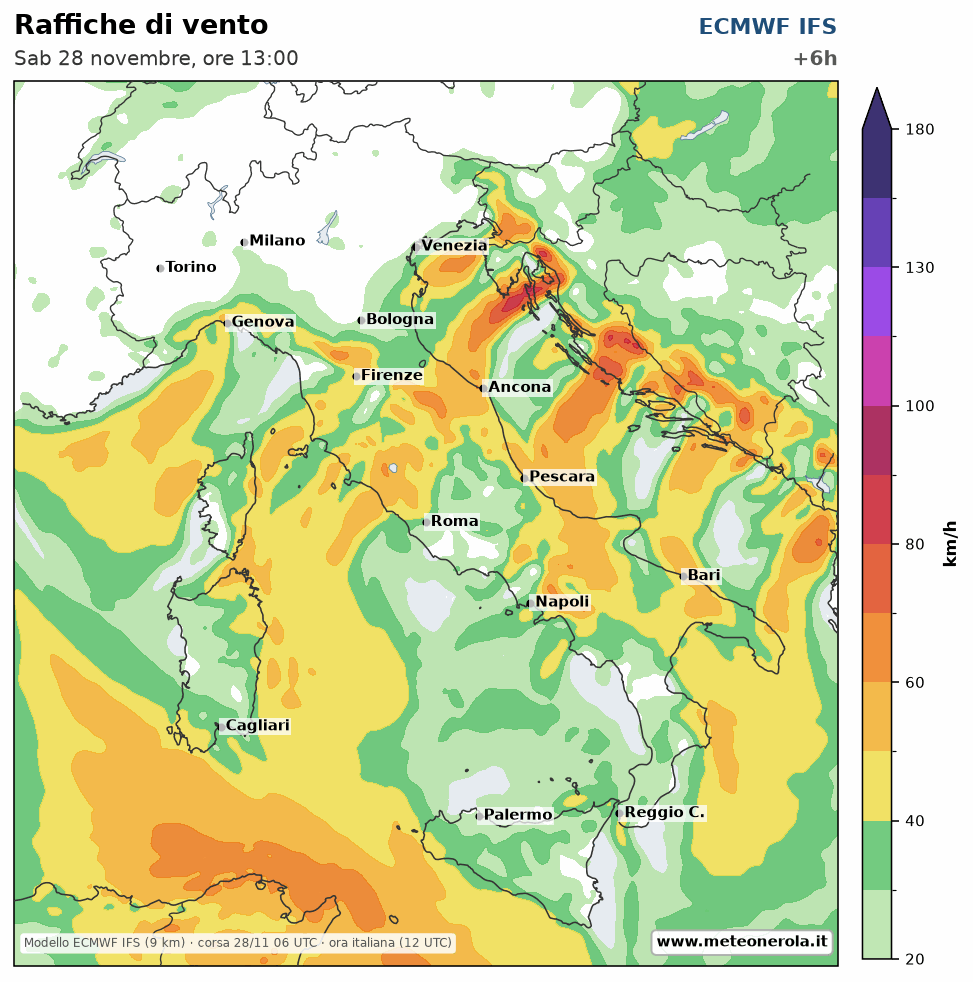 Raffiche di vento
ECMWF IFS
Sab 28 novembre, ore 13:00
+6h
180
130
100
80
60
40
20
km/h
Milano
Torino
Venezia
Genova
Bologna
Firenze
Ancona
Pescara
Roma
Bari
Napoli
Cagliari
Palermo
Reggio C.
Modello ECMWF IFS (9 km) · corsa 28/11 06 UTC · ora italiana (12 UTC)
www.meteonerola.it